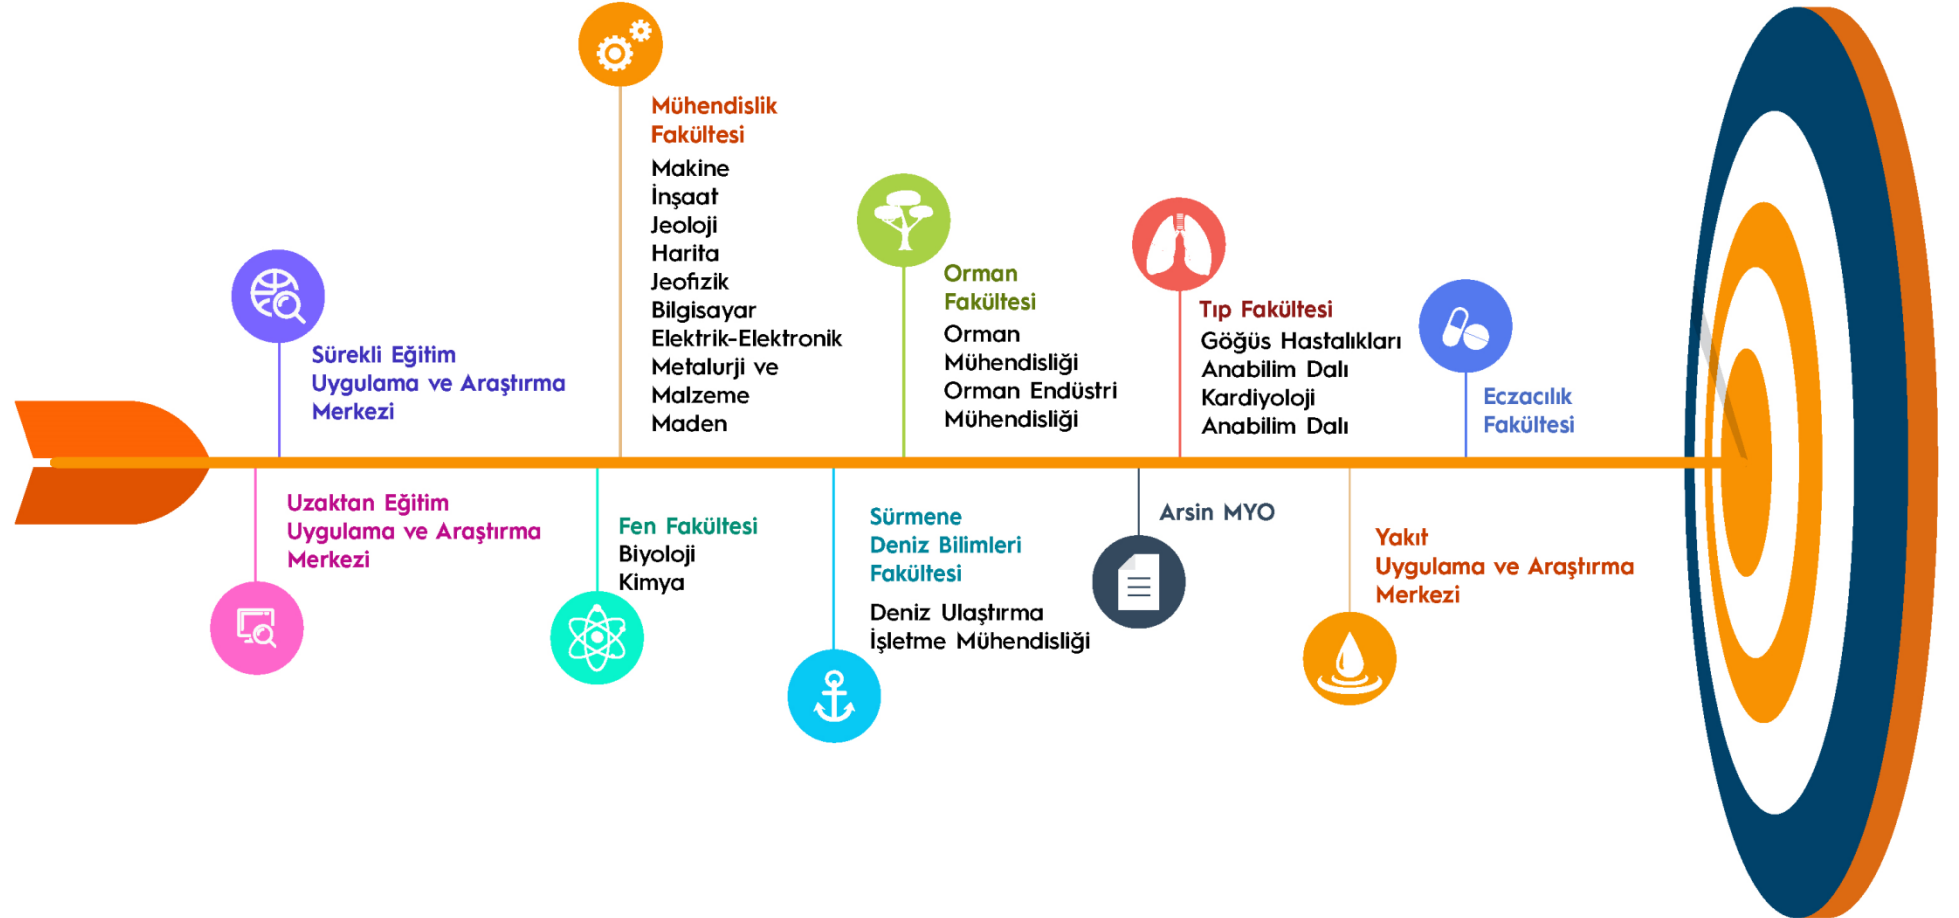 Mühendislik
Fakültesi
Makine
İnşaat
Jeoloji
Harita
Jeofizik
Bilgisayar
Elektrik-Elektronik
Metalurji ve
Malzeme
Maden
Orman
Fakültesi
Orman
Mühendisliği
Orman Endüstri
Mühendisliği
Tıp Fakültesi
Göğüs Hastalıkları
Anabilim Dalı
Kardiyoloji
Anabilim Dalı
Sürekli Eğitim
Uygulama ve Araştırma
Merkezi
Eczacılık
Fakültesi
Uzaktan Eğitim
Uygulama ve Araştırma
Merkezi
Fen Fakültesi
Biyoloji
Kimya
Sürmene
Deniz Bilimleri
Fakültesi
Deniz Ulaştırma
İşletme Mühendisliği
Arsin MYO
Yakıt
Uygulama ve Araştırma
Merkezi